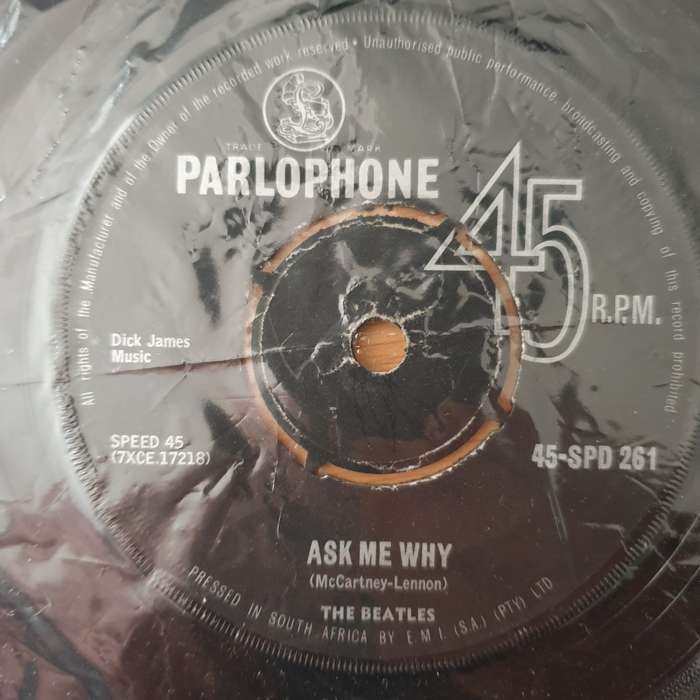 All rights of the Manufacturer and of the Owner of the recorded work reserved • Unauthorised public performance, broadcasting and copying of this record prohibited
TRADE MARK
PARLOPHONE
45
R.P.M.
Dick James
Music
SPEED 45
(7XCE.17218)
45-SPD 261
ASK ME WHY
(McCartney-Lennon)
THE BEATLES
PRESSED IN SOUTH AFRICA BY E.M.I. (S.A.) (PTY) LTD